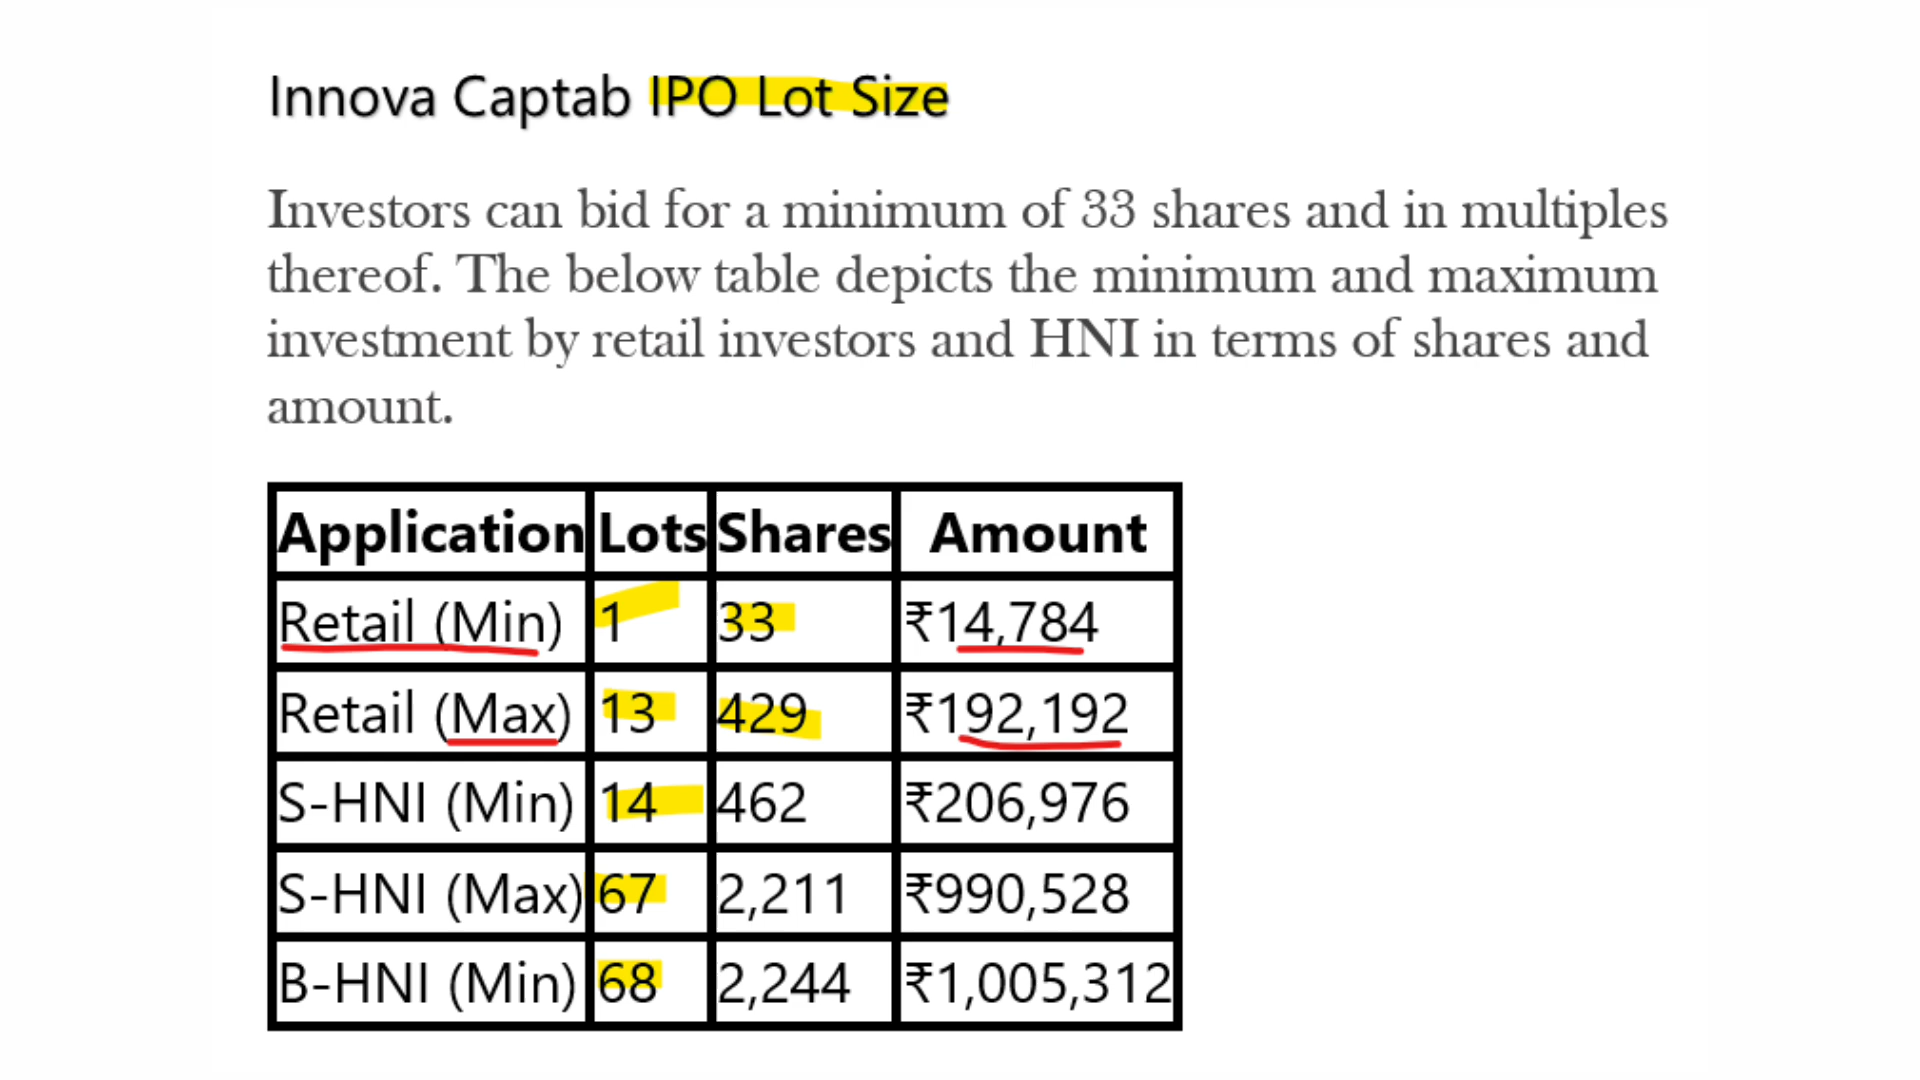 Innova Captab IPO Lot Size
Investors can bid for a minimum of 33 shares and in multiples
thereof. The below table depicts the minimum and maximum
investment by retail investors and HNI in terms of shares and
amount.
Application Lots Shares Amount
Retail (Min) 1 33 ₹14,784
Retail (Max) 13 429 ₹192,192
S-HNI (Min) 14 462 ₹206,976
S-HNI (Max) 67 2,211 ₹990,528
B-HNI (Min) 68 2,244 ₹1,005,312